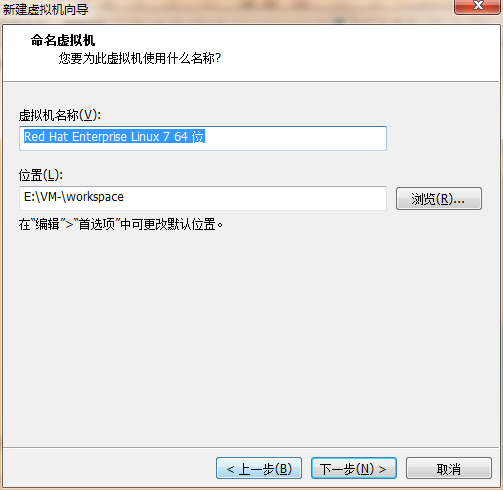 新建虚拟机向导
命名虚拟机
您要为此虚拟机使用什么名称?
虚拟机名称(V):
Red Hat Enterprise Linux 7 64 位
位置(L):
E:\VM-\workspace
浏览(R)...
在“编辑”>“首选项”中可更改默认位置。
< 上一步(B)
下一步(N) >
取消